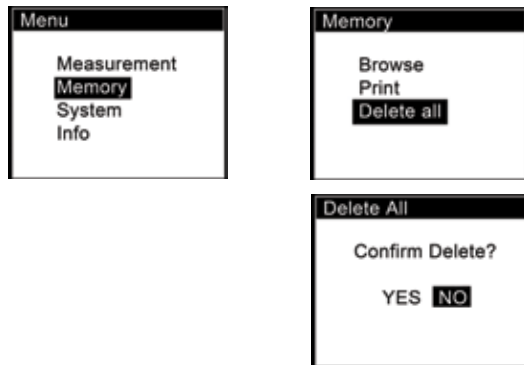 Menu
Measurement
Memory
System
Info
Memory
Browse
Print
Delete all
Delete All
Confirm Delete?
YES NO